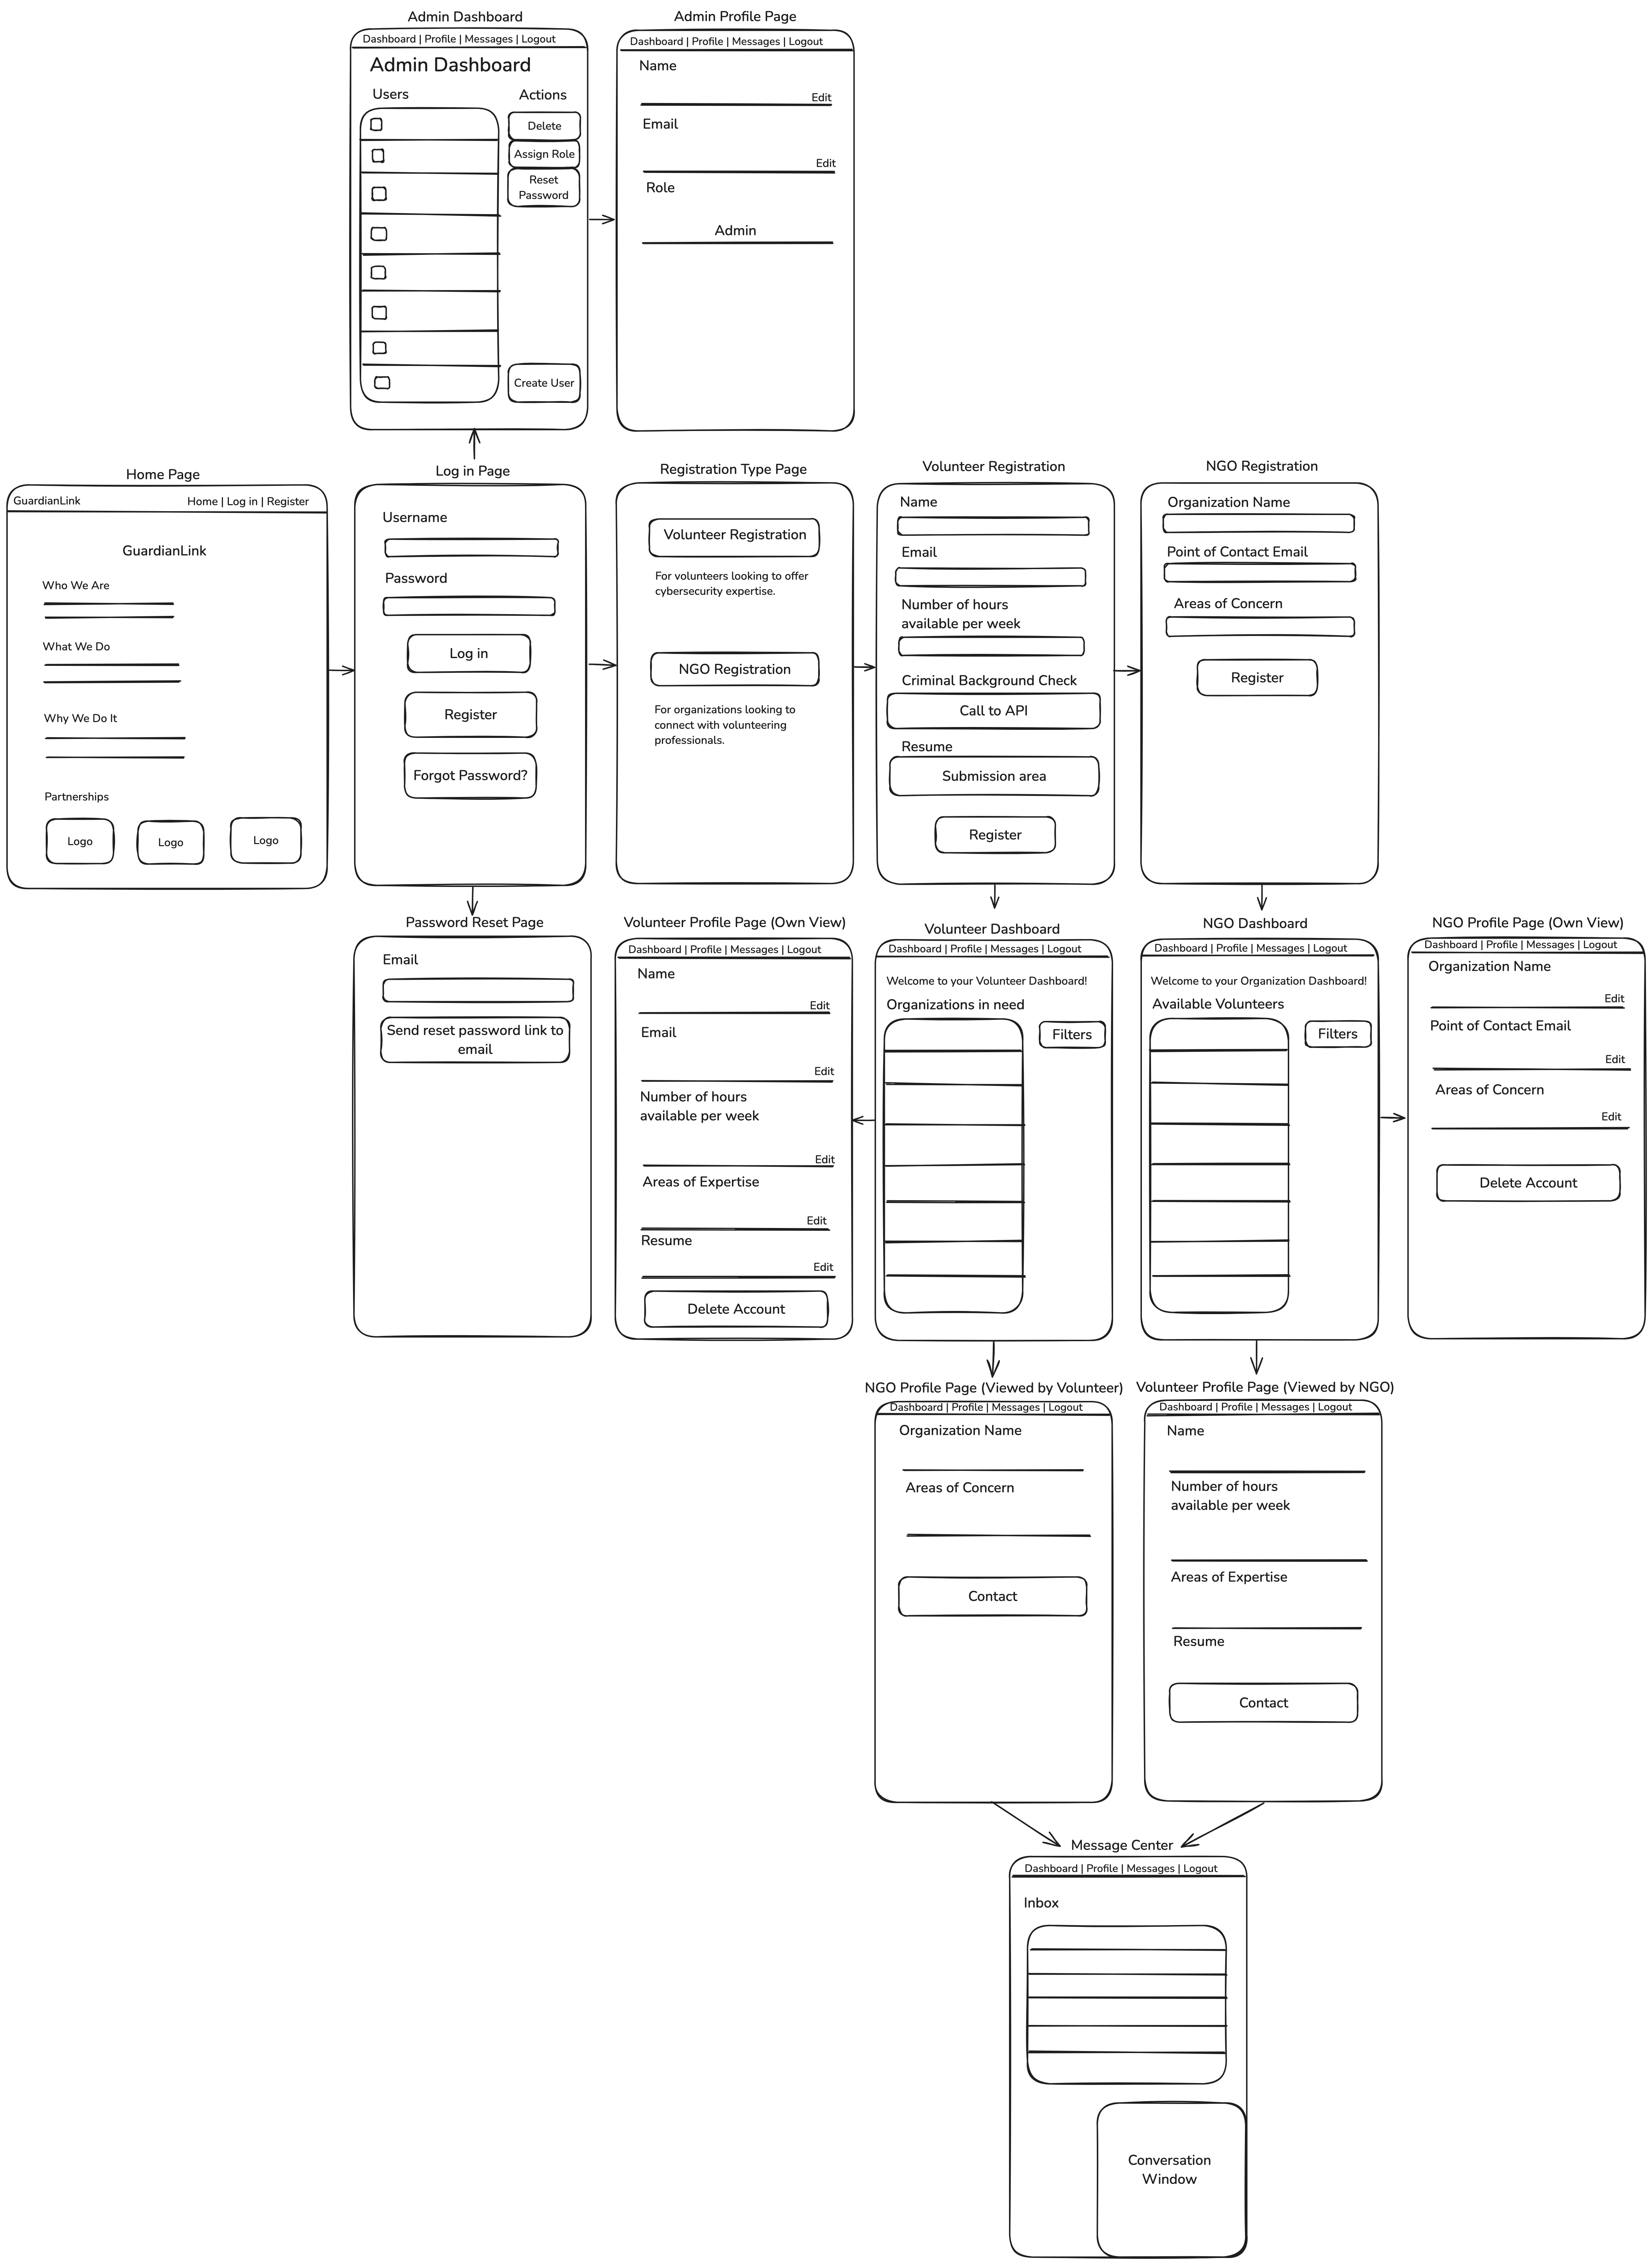 Admin Dashboard
Dashboard | Profile | Messages | Logout
Admin Dashboard
Users
Actions
Delete
Assign Role
Reset
Password
Create User
Admin Profile Page
Dashboard | Profile | Messages | Logout
Name
Edit
Email
Edit
Role
Admin
Home Page
GuardianLink
Home | Log in | Register
GuardianLink
Who We Are
What We Do
Why We Do It
Partnerships
Logo
Logo
Logo
Log in Page
Username
Password
Log in
Register
Forgot Password?
Registration Type Page
Volunteer Registration
For volunteers looking to offer
cybersecurity expertise.
NGO Registration
For organizations looking to
connect with volunteering
professionals.
Volunteer Registration
Name
Email
Number of hours
available per week
Criminal Background Check
Call to API
Resume
Submission area
Register
NGO Registration
Organization Name
Point of Contact Email
Areas of Concern
Register
Password Reset Page
Email
Send reset password link to
email
Volunteer Profile Page (Own View)
Dashboard | Profile | Messages | Logout
Name
Edit
Email
Edit
Number of hours
available per week
Edit
Areas of Expertise
Edit
Resume
Edit
Delete Account
Volunteer Dashboard
Dashboard | Profile | Messages | Logout
Welcome to your Volunteer Dashboard!
Organizations in need
Filters
NGO Dashboard
Dashboard | Profile | Messages | Logout
Welcome to your Organization Dashboard!
Available Volunteers
Filters
NGO Profile Page (Own View)
Dashboard | Profile | Messages | Logout
Organization Name
Edit
Point of Contact Email
Edit
Areas of Concern
Edit
Delete Account
NGO Profile Page (Viewed by Volunteer)
Dashboard | Profile | Messages | Logout
Organization Name
Areas of Concern
Contact
Volunteer Profile Page (Viewed by NGO)
Dashboard | Profile | Messages | Logout
Name
Number of hours
available per week
Areas of Expertise
Resume
Contact
Message Center
Dashboard | Profile | Messages | Logout
Inbox
Conversation
Window